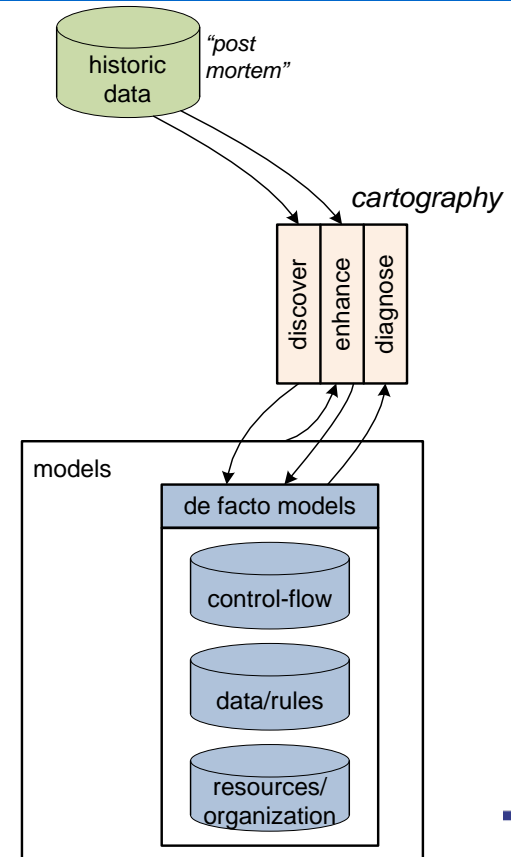 historic
data
“post
mortem”
cartography
discover
enhance
diagnose
models
de facto models
control-flow
data/rules
resources/
organization